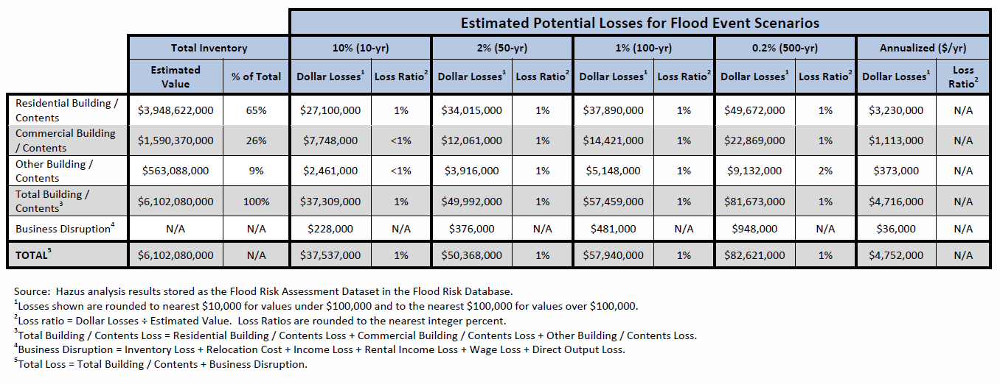 Estimated Potential Losses for Flood Event Scenarios
Total Inventory 10% (10-yr) 2% (50-yr) 1% (100-yr) 0.2% (500-yr) Annualized ($/yr)
Estimated Value % of Total Dollar Losses1 Loss Ratio2 Dollar Losses1 Loss Ratio2 Dollar Losses1 Loss Ratio2 Dollar Losses1 Loss Ratio2 Dollar Losses1 Loss Ratio2
Residential Building / Contents $3,948,622,000 65% $27,100,000 1% $34,015,000 1% $37,890,000 1% $49,672,000 1% $3,230,000 N/A
Commercial Building / Contents $1,590,370,000 26% $7,748,000 <1% $12,061,000 1% $14,421,000 1% $22,869,000 1% $1,113,000 N/A
Other Building / Contents $563,088,000 9% $2,461,000 <1% $3,916,000 1% $5,148,000 1% $9,132,000 2% $373,000 N/A
Total Building / Contents3 $6,102,080,000 100% $37,309,000 1% $49,992,000 1% $57,459,000 1% $81,673,000 1% $4,716,000 N/A
Business Disruption4 N/A N/A $228,000 N/A $376,000 N/A $481,000 N/A $948,000 N/A $36,000 N/A
TOTAL5 $6,102,080,000 N/A $37,537,000 1% $50,368,000 1% $57,940,000 1% $82,621,000 1% $4,752,000 N/A
Source: Hazus analysis results stored as the Flood Risk Assessment Dataset in the Flood Risk Database.
1Losses shown are rounded to nearest $10,000 for values under $100,000 and to the nearest $100,000 for values over $100,000.
2Loss ratio = Dollar Losses ÷ Estimated Value. Loss Ratios are rounded to the nearest integer percent.
3Total Building / Contents Loss = Residential Building / Contents Loss + Commercial Building / Contents Loss + Other Building / Contents Loss.
4Business Disruption = Inventory Loss + Relocation Cost + Income Loss + Rental Income Loss + Wage Loss + Direct Output Loss.
5Total Loss = Total Building / Contents + Business Disruption.